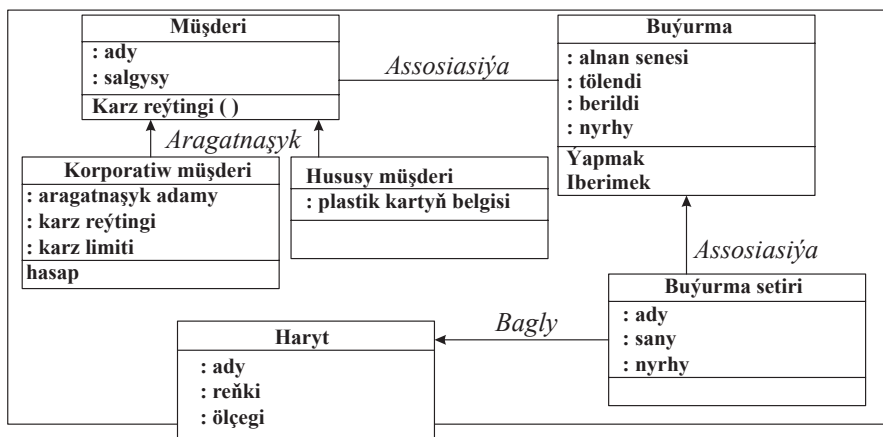 Müşderi
: ady
: salgysy
Karz reýtingi ( )
Assosiasiýa
Buýurma
: alnan senesi
: tölendi
: berildi
: nyrhy
Ýapmak
Iberimek
Aragatnaşyk
Korporatiw müşderi
: aragatnaşyk adamy
: karz reýtingi
: karz limiti
hasap
Hususy müşderi
: plastik kartyň belgisi
Assosiasiýa
Buýurma setiri
: ady
: sany
: nyrhy
Bagly
Haryt
: ady
: reňki
: ölçegi